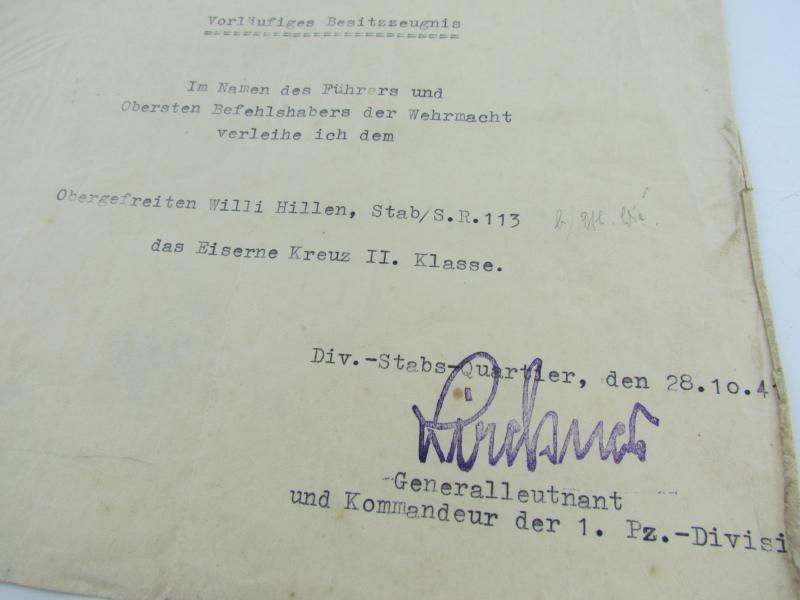 Vorläufiges Besitzzeugnis
Im Namen des Führers und
Obersten Befehlshabers der Wehrmacht
verleihe ich dem
Obergefreiten Willi Hillen, Stab/S.R.113
das Eiserne Kreuz II. Klasse.
Div.-Stabs-Quartier, den 28.10.41
Kirchner
Generalleutnant
und Kommandeur der 1. Pz.-Divisi